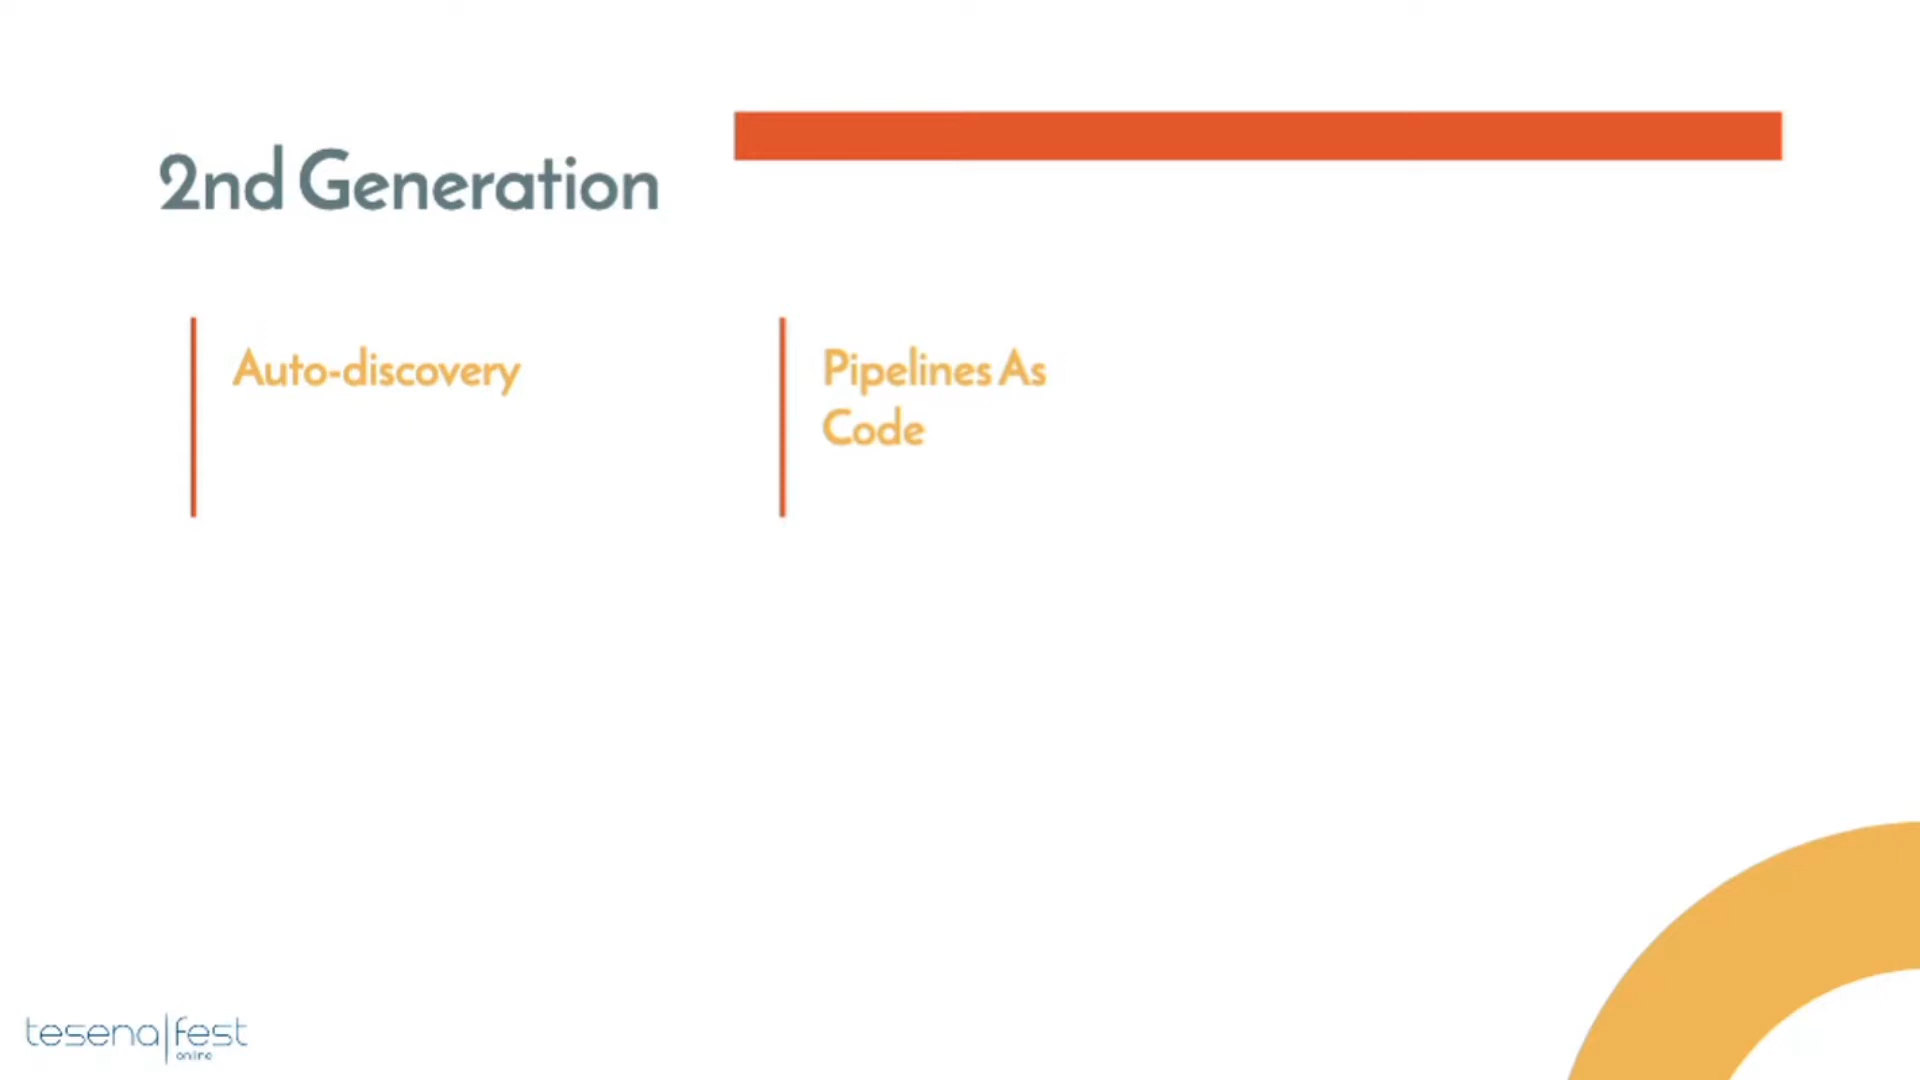 2nd Generation
Auto-discovery
Pipelines As
Code
tesena|fest
online